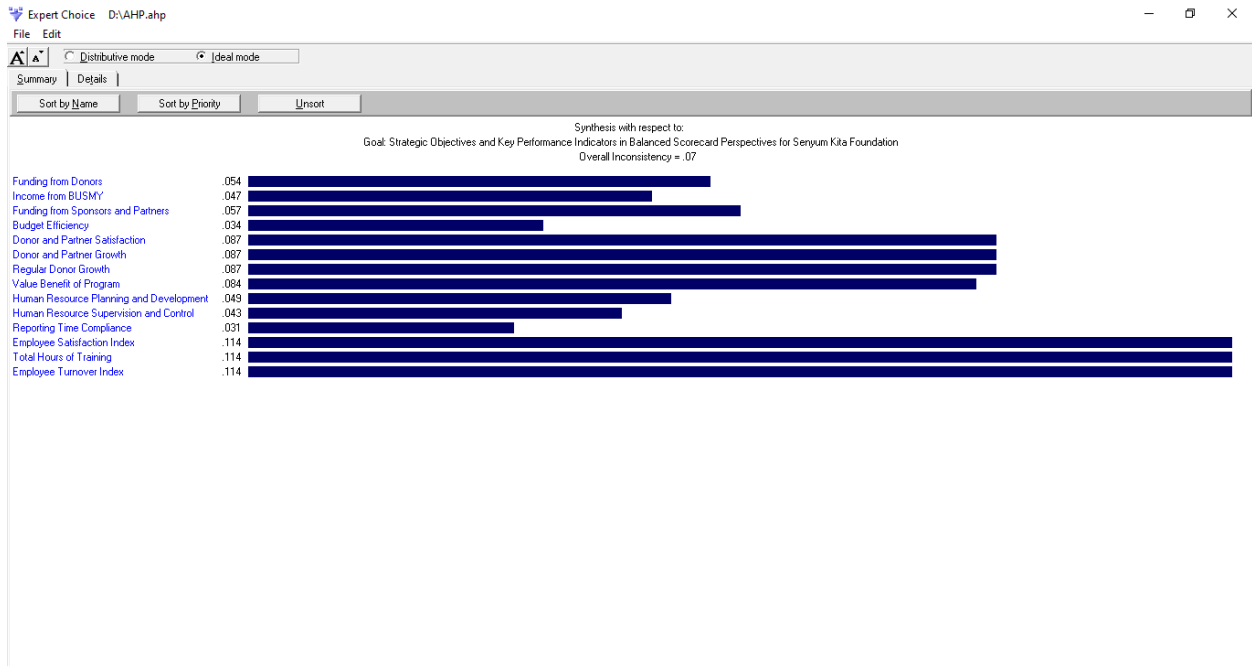 Expert Choice D:\AHP.ahp
File Edit
A A Distributive mode Ideal mode
Summary Details
Sort by Name Sort by Priority Unsort
Synthesis with respect to:
Goal: Strategic Objectives and Key Performance Indicators in Balanced Scorecard Perspectives for Senyum Kita Foundation
Overall Inconsistency = .07
Funding from Donors .054
Income from BUSMY .047
Funding from Sponsors and Partners .057
Budget Efficiency .034
Donor and Partner Satisfaction .087
Donor and Partner Growth .087
Regular Donor Growth .087
Value Benefit of Program .084
Human Resource Planning and Development .049
Human Resource Supervision and Control .043
Reporting Time Compliance .031
Employee Satisfaction Index .114
Total Hours of Training .114
Employee Turnover Index .114